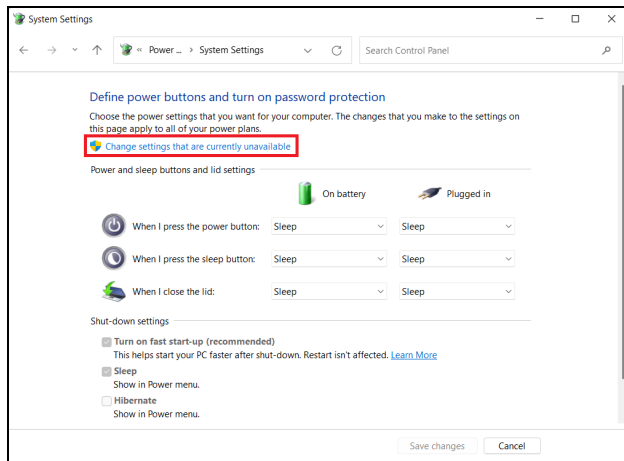 System Settings
« Power ... › System Settings
Search Control Panel
Define power buttons and turn on password protection
Choose the power settings that you want for your computer. The changes that you make to the settings on
this page apply to all of your power plans.
Change settings that are currently unavailable
Power and sleep buttons and lid settings
On battery Plugged in
When I press the power button: Sleep Sleep
When I press the sleep button: Sleep Sleep
When I close the lid: Sleep Sleep
Shut-down settings
Turn on fast start-up (recommended)
This helps start your PC faster after shut-down. Restart isn't affected. Learn More
Sleep
Show in Power menu.
Hibernate
Show in Power menu.
Save changes Cancel